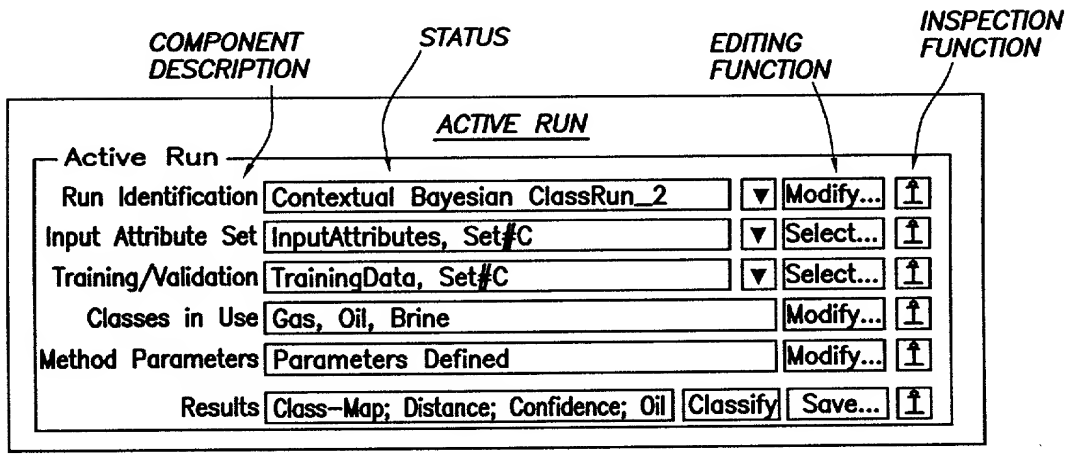 COMPONENT DESCRIPTION
STATUS
EDITING FUNCTION
INSPECTION FUNCTION
ACTIVE RUN
Active Run
Run Identification Contextual Bayesian ClassRun_2 ▼ Modify...
Input Attribute Set InputAttributes, Set#C ▼ Select...
Training/Validation TrainingData, Set#C ▼ Select...
Classes in Use Gas, Oil, Brine Modify...
Method Parameters Parameters Defined Modify...
Results Class-Map; Distance; Confidence; Oil Classify Save...